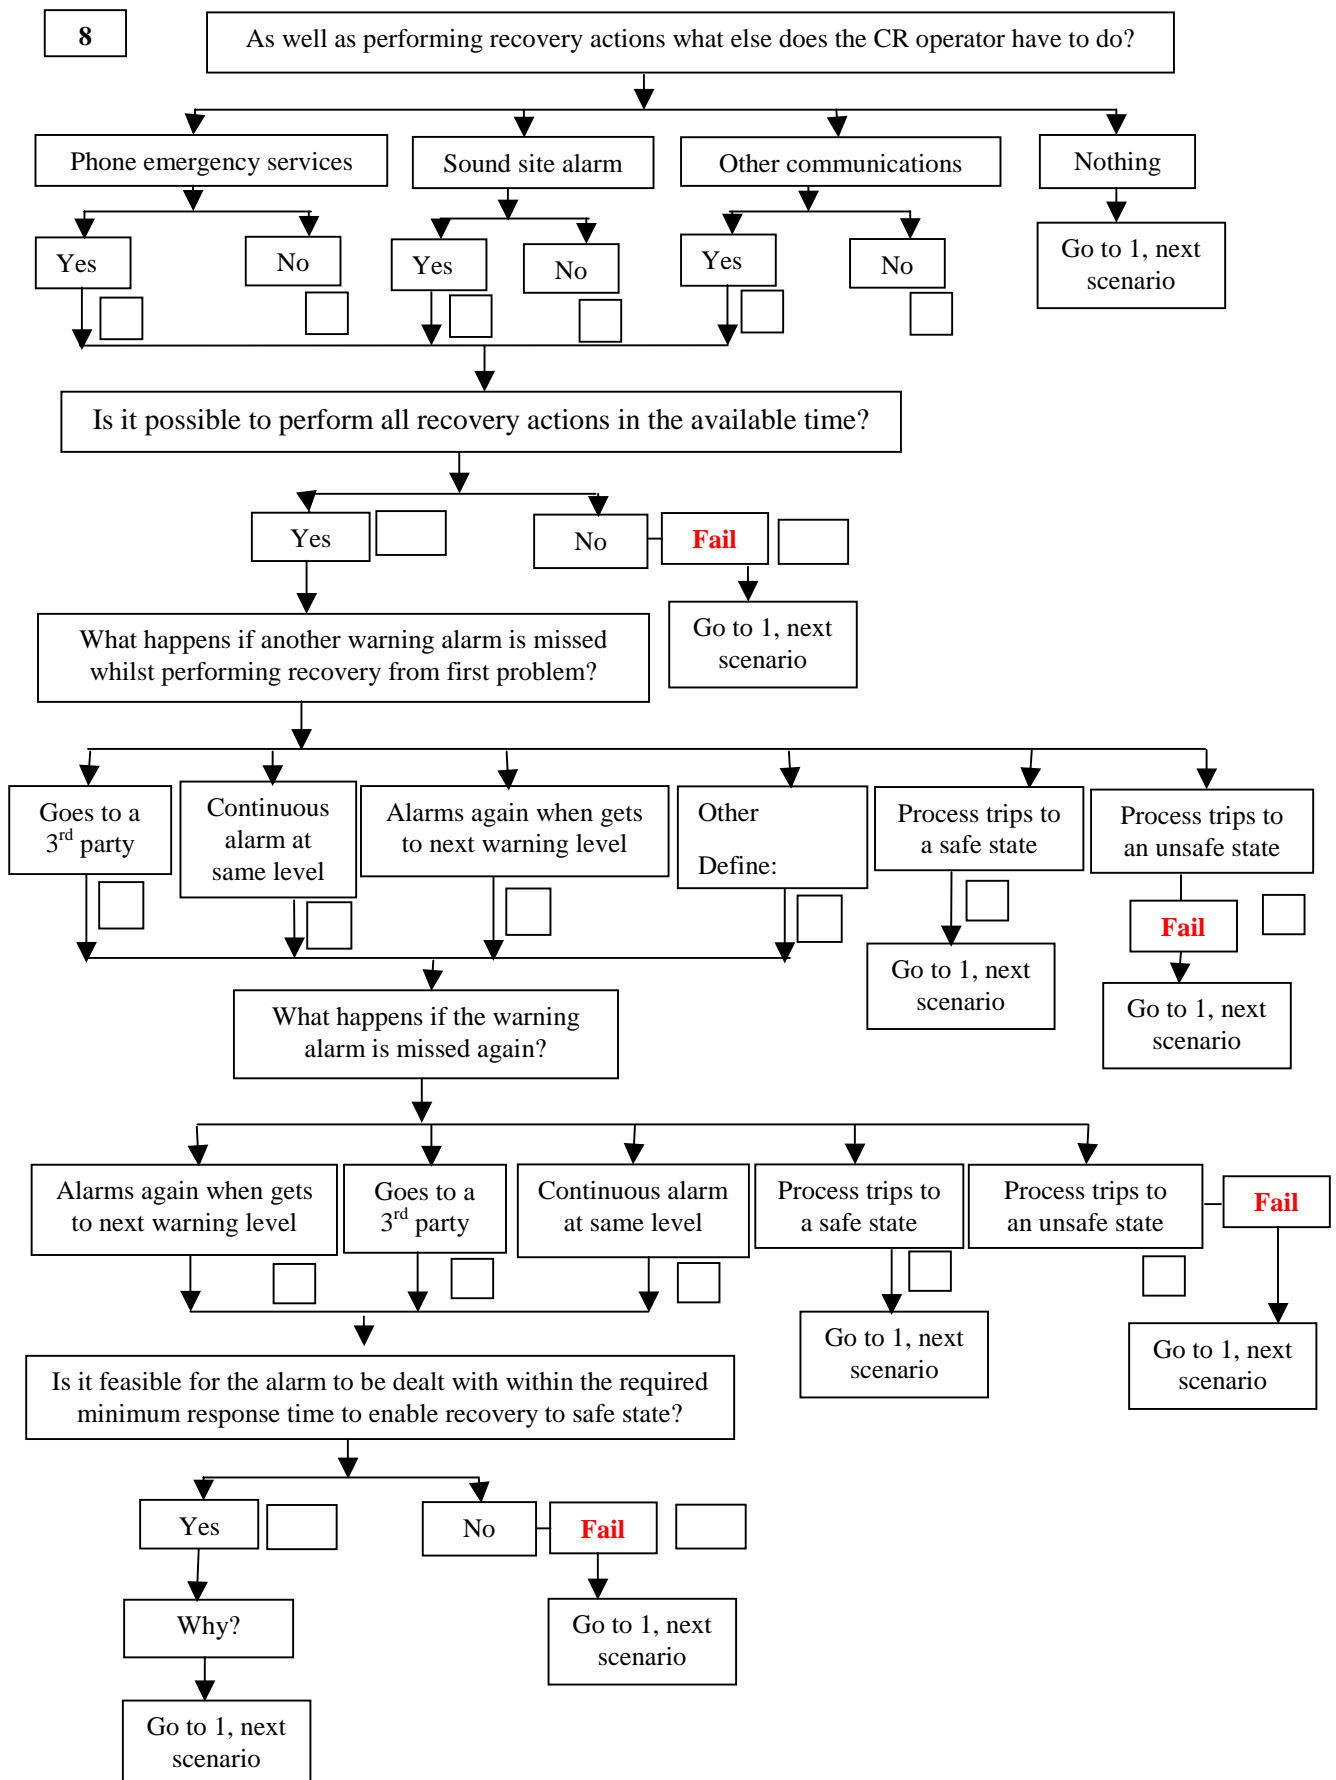 8
As well as performing recovery actions what else does the CR operator have to do?
Phone emergency services
Sound site alarm
Other communications
Nothing
Yes
No
Yes
No
Yes
No
Go to 1, next
scenario
Is it possible to perform all recovery actions in the available time?
Yes
No
Fail
Go to 1, next
scenario
What happens if another warning alarm is missed
whilst performing recovery from first problem?
Goes to a
3rd party
Continuous
alarm at
same level
Alarms again when gets
to next warning level
Other
Define:
Process trips to
a safe state
Process trips to
an unsafe state
Fail
Go to 1, next
scenario
Go to 1, next
scenario
What happens if the warning
alarm is missed again?
Alarms again when gets
to next warning level
Goes to a
3rd party
Continuous alarm
at same level
Process trips to
a safe state
Process trips to
an unsafe state
Fail
Go to 1, next
scenario
Go to 1, next
scenario
Is it feasible for the alarm to be dealt with within the required
minimum response time to enable recovery to safe state?
Yes
No
Fail
Why?
Go to 1, next
scenario
Go to 1, next
scenario